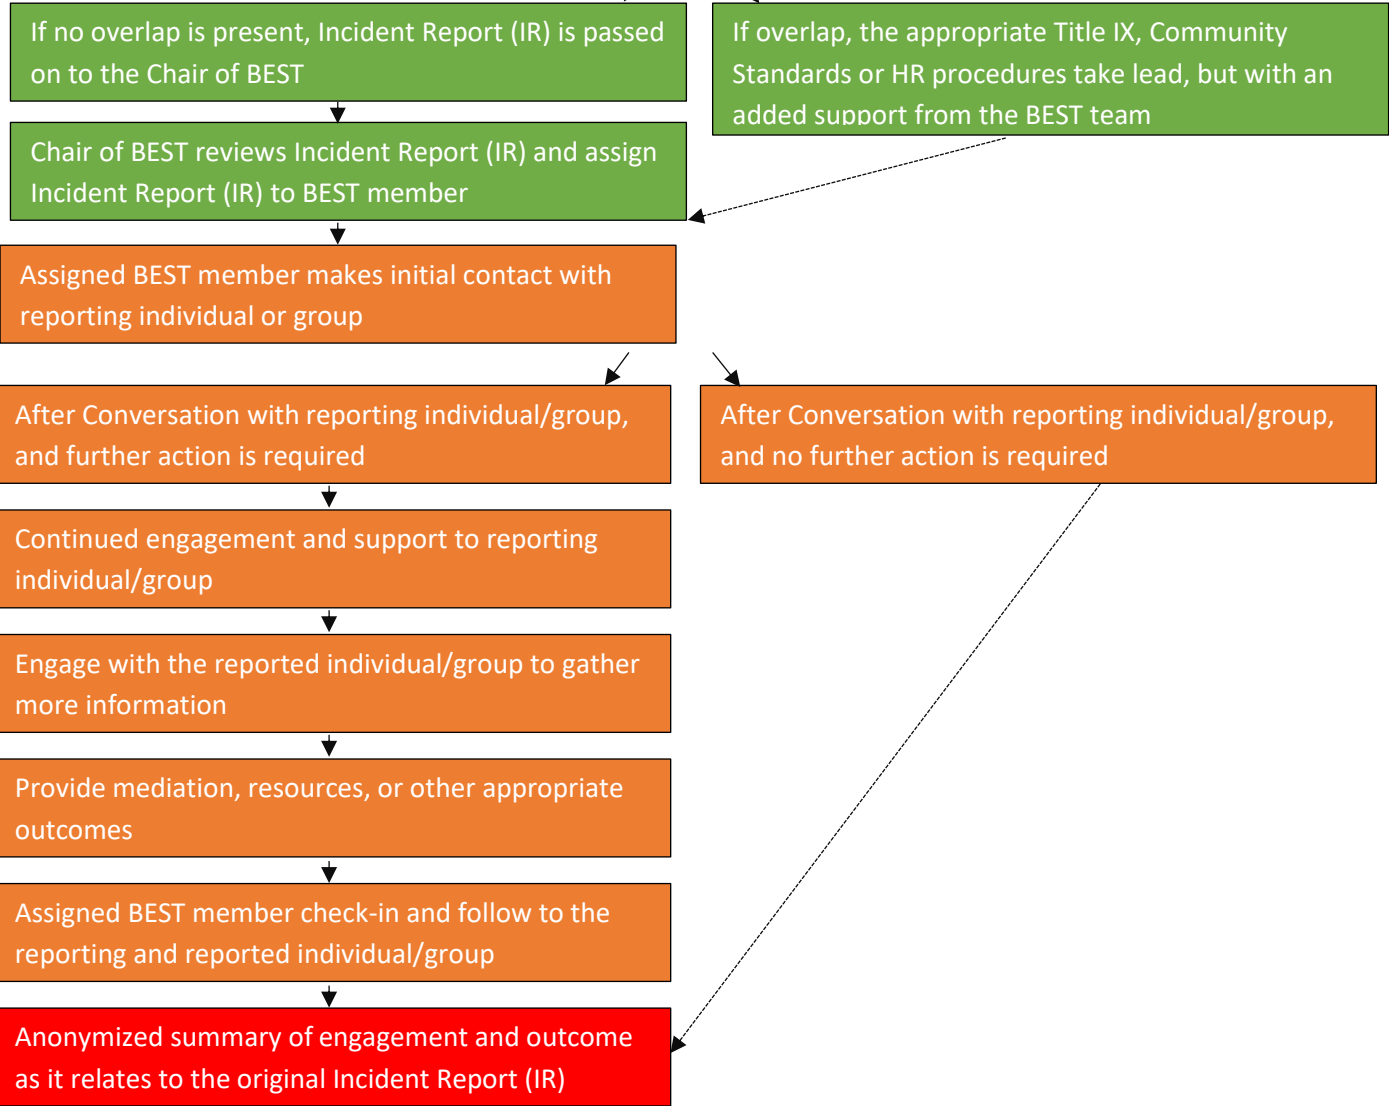 If no overlap is present, Incident Report (IR) is passed
on to the Chair of BEST
If overlap, the appropriate Title IX, Community
Standards or HR procedures take lead, but with an
added support from the BEST team
Chair of BEST reviews Incident Report (IR) and assign
Incident Report (IR) to BEST member
Assigned BEST member makes initial contact with
reporting individual or group
After Conversation with reporting individual/group,
and further action is required
After Conversation with reporting individual/group,
and no further action is required
Continued engagement and support to reporting
individual/group
Engage with the reported individual/group to gather
more information
Provide mediation, resources, or other appropriate
outcomes
Assigned BEST member check-in and follow to the
reporting and reported individual/group
Anonymized summary of engagement and outcome
as it relates to the original Incident Report (IR)